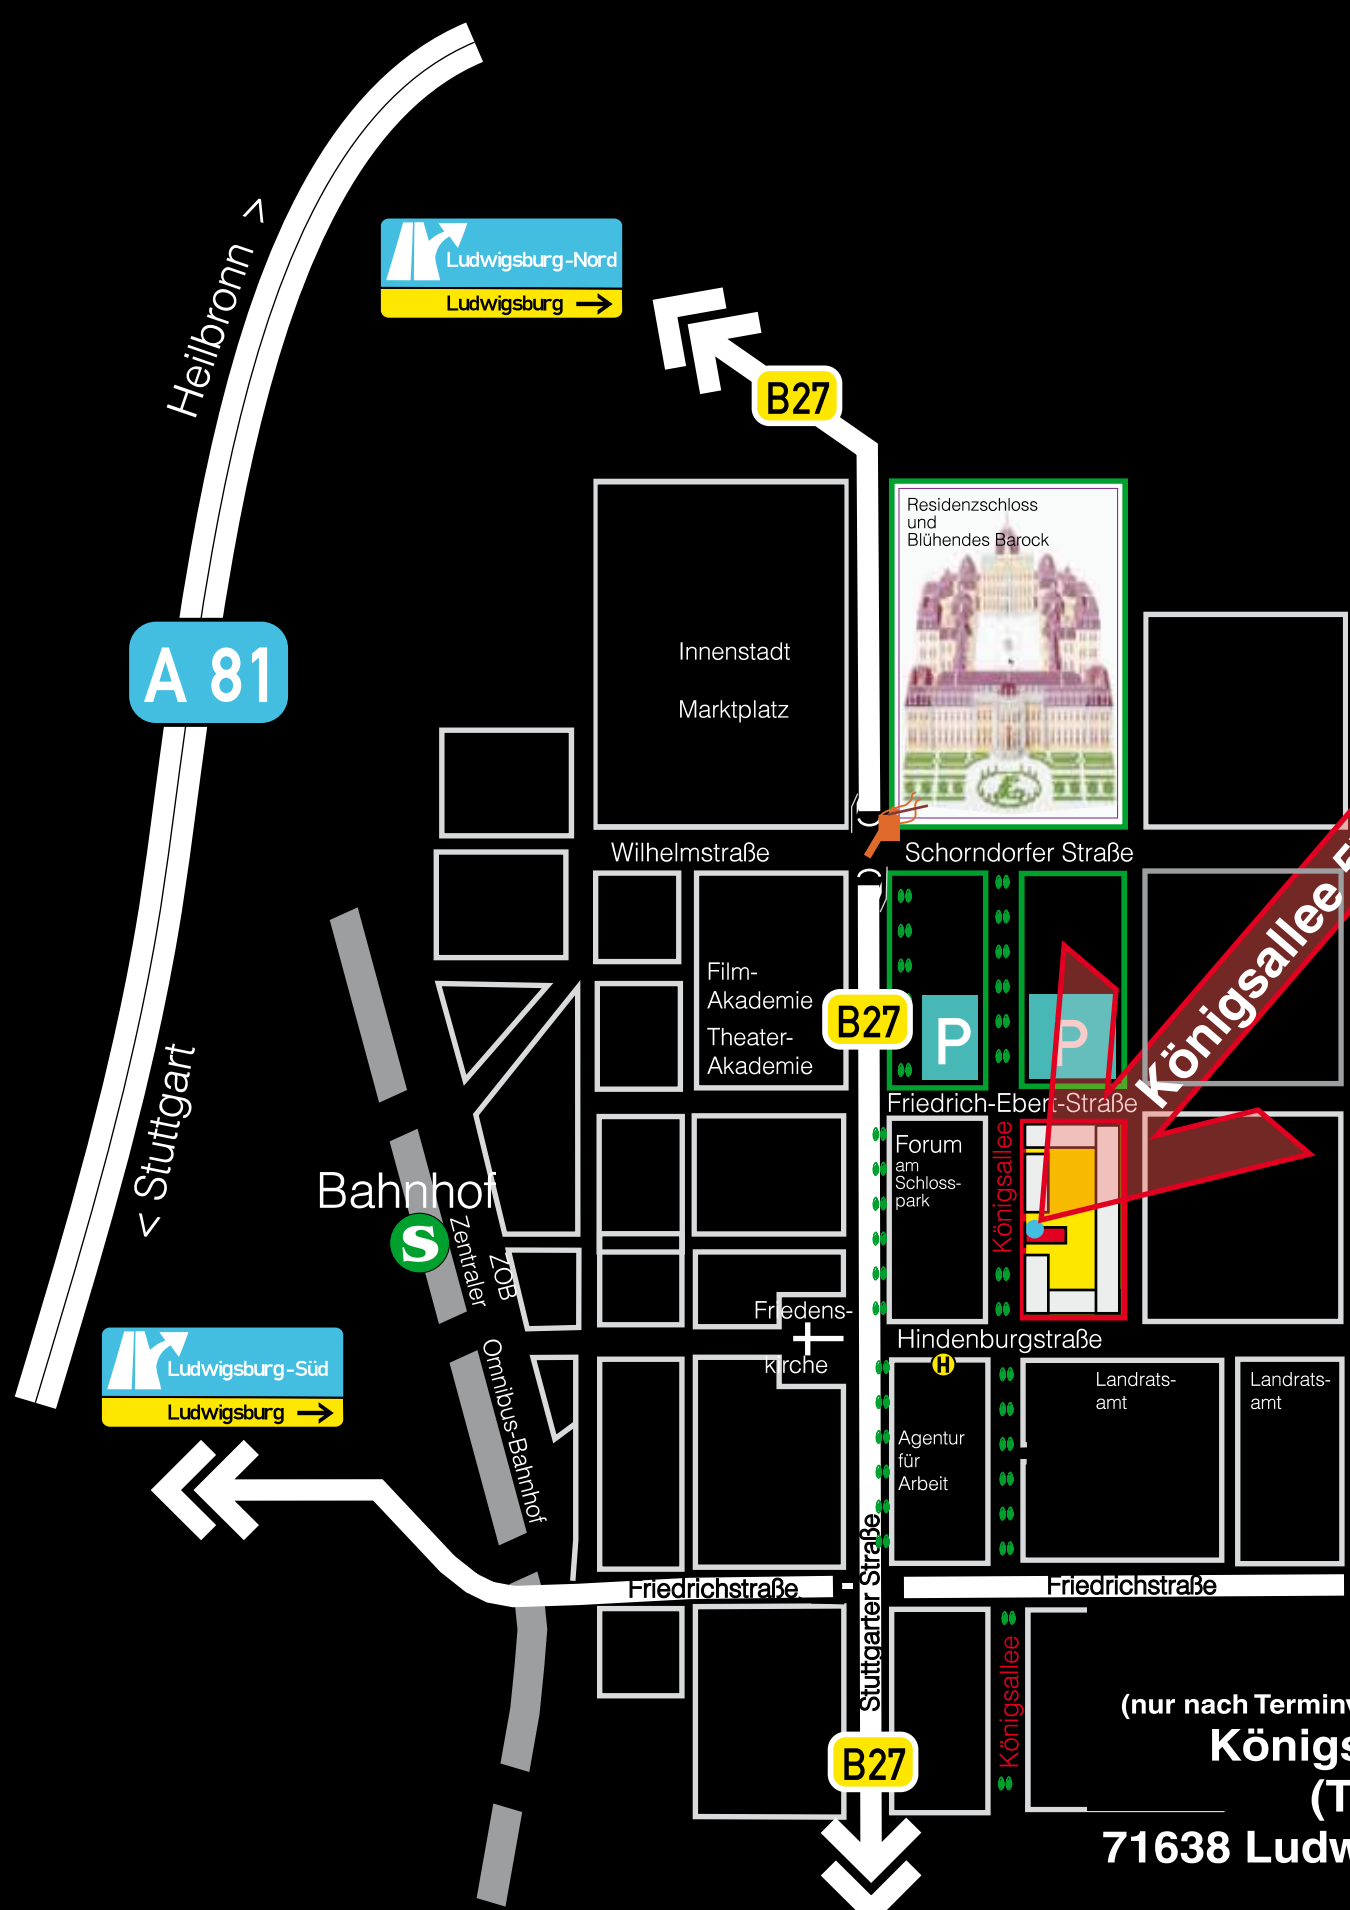 Heilbronn >
Ludwigsburg-Nord
Ludwigsburg
B27
Residenzschloss
und
Blühendes Barock
Innenstadt
Marktplatz
A 81
Wilhelmstraße
Schorndorfer Straße
Königsallee
Film-
Akademie
Theater-
Akademie
B27
P
P
Friedrich-Ebert-Straße
< Stuttgart
Bahnhof
S
Zentraler
ZOB
Omnibus-Bahnhof
Forum
am
Schloss-
park
Königsallee
Friedens-
kirche
Hindenburgstraße
H
Ludwigsburg-Süd
Ludwigsburg
Landrats-
amt
Landrats-
amt
Agentur
für
Arbeit
Stuttgarter Straße
Friedrichstraße
Friedrichstraße
Königsallee
B27
(nur nach
71638